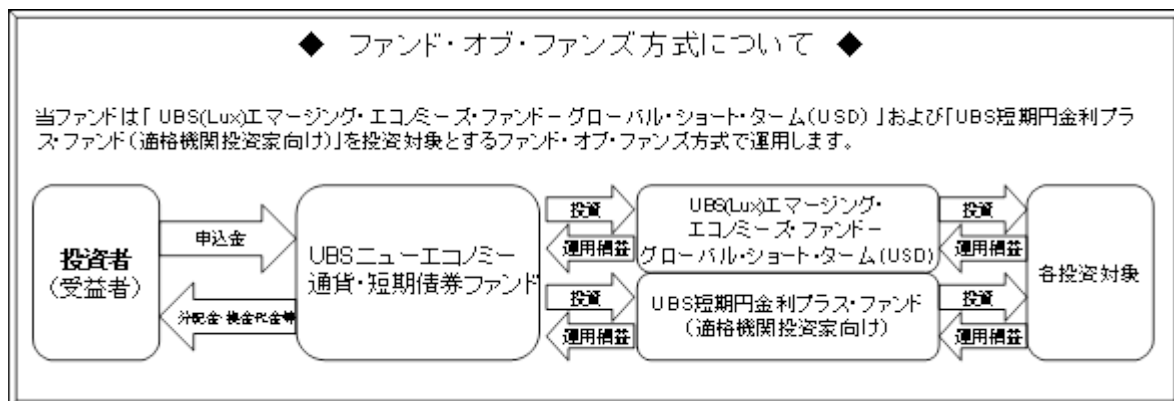 ◆ ファンド・オブ・ファンズ方式について ◆
当ファンドは「 UBS(Lux)エマージング・エコノミーズ・ファンドーグローバル・ショート・ターム(USD) 」および「UBS短期円金利プラ
ス・ファンド(適格機関投資家向け)」を投資対象とするファンド・オブ・ファンズ方式で運用します。
投資者
(受益者)
申込金
分配金・換金代金等
UBSニューエコノミー
通貨・短期債券ファンド
投資
運用損益
投資
運用損益
UBS(Lux)エマージング・
エコノミーズ・ファンドー
グローバル・ショート・ターム(USD)
UBS短期円金利プラス・ファンド
(適格機関投資家向け)
投資
運用損益
投資
運用損益
各投資対象